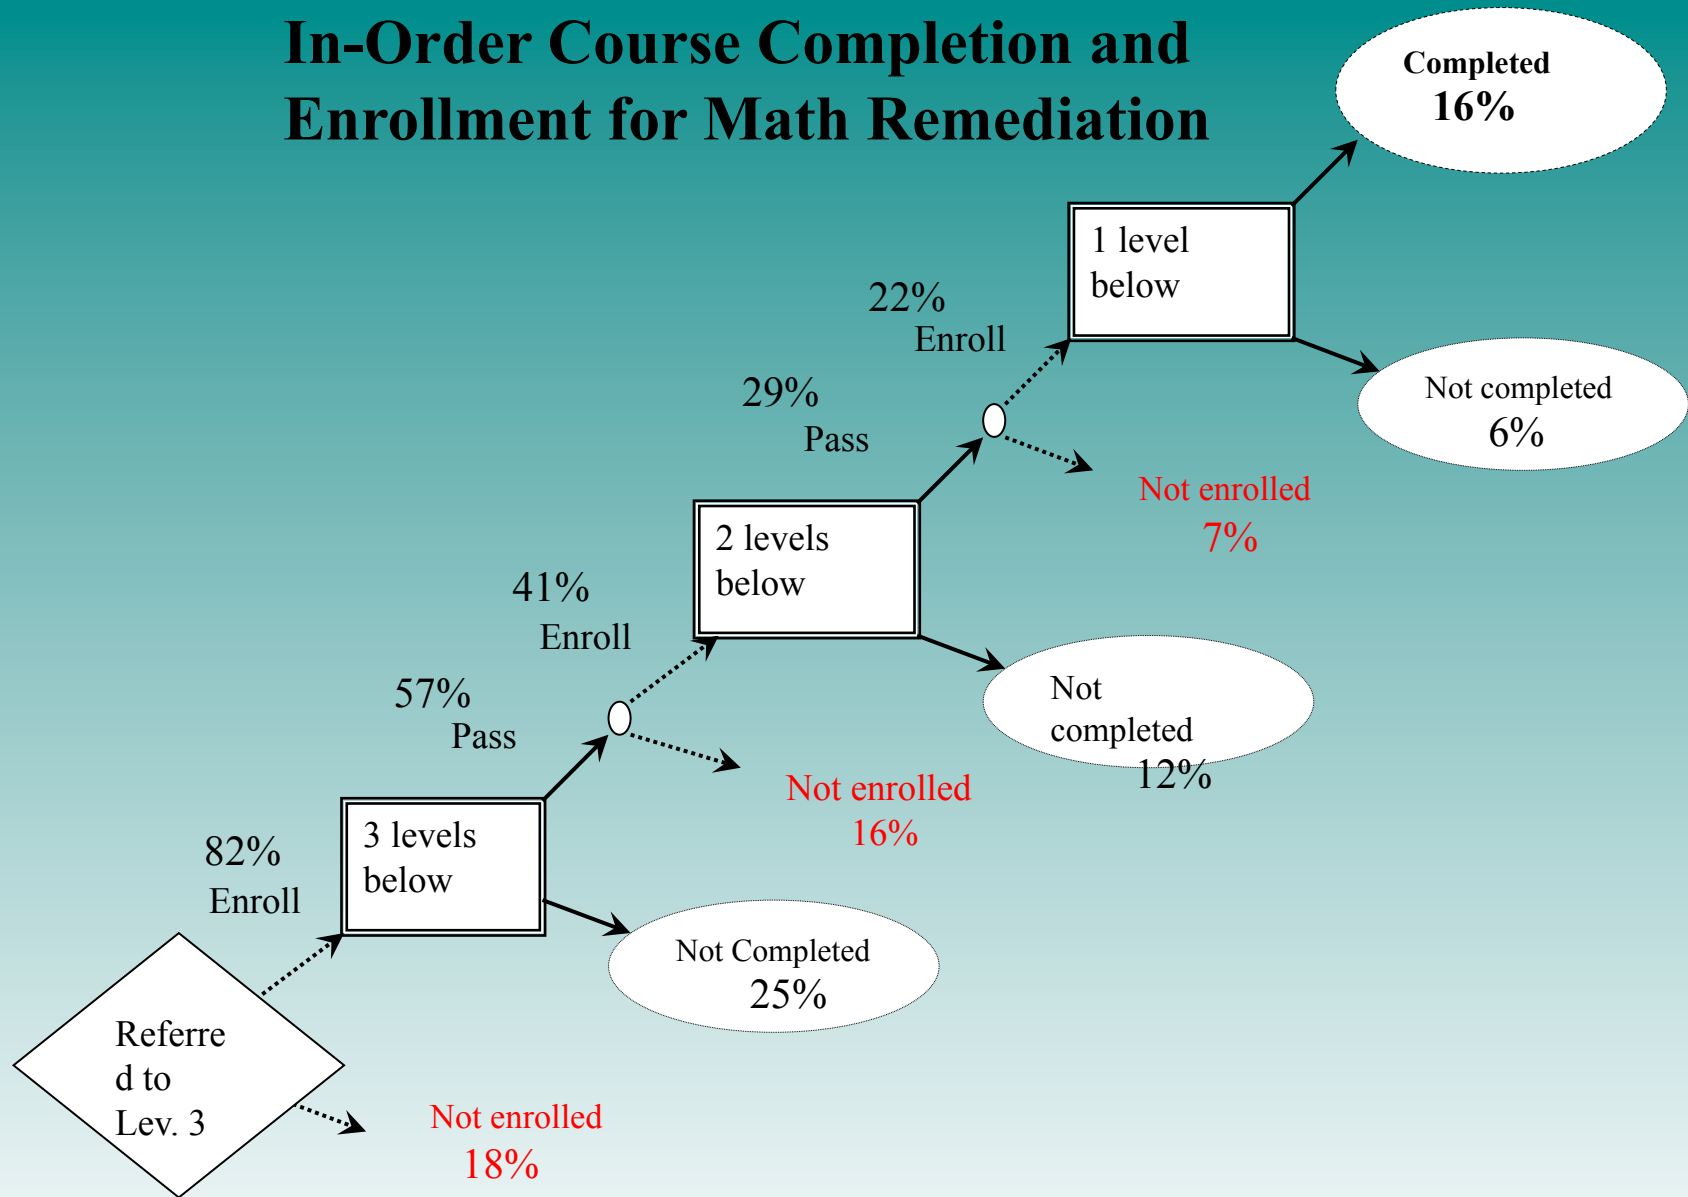 In-Order Course Completion and
Enrollment for Math Remediation
Completed
16%
1 level
below
22%
Enroll
Not completed
6%
29%
Pass
Not enrolled
7%
2 levels
below
41%
Enroll
Not
completed
12%
57%
Pass
Not enrolled
16%
3 levels
below
82%
Enroll
Not Completed
25%
Referre
d to
Lev. 3
Not enrolled
18%